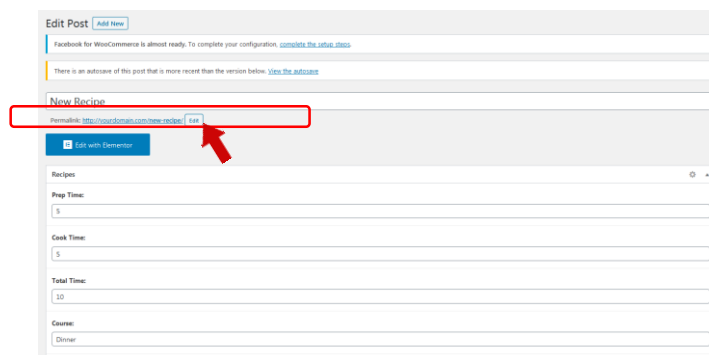 Edit Post Add New
Facebook for WooCommerce is almost ready. To complete your configuration, complete the setup steps.
There is an autosave of this post that is more recent than the version below. View the autosave
New Recipe
Permalink: http://yourdomain.com/new-recipe/ Edit
Edit with Elementor
Recipes
Prep Time:
5
Cook Time:
5
Total Time:
10
Course:
Dinner